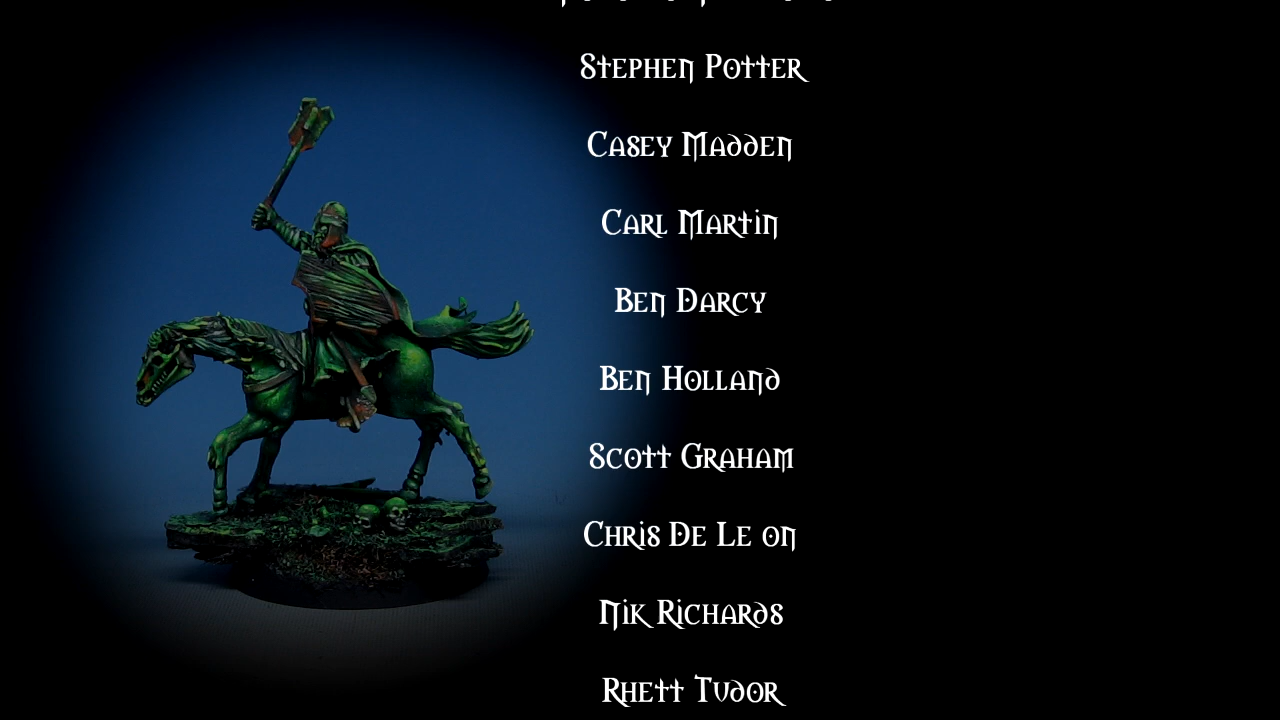 Stephen Potter
Casey Madden
Carl Martin
Ben Darcy
Ben Holland
Scott Graham
Chris De Le on
Nik Richards
Rhett Tudor